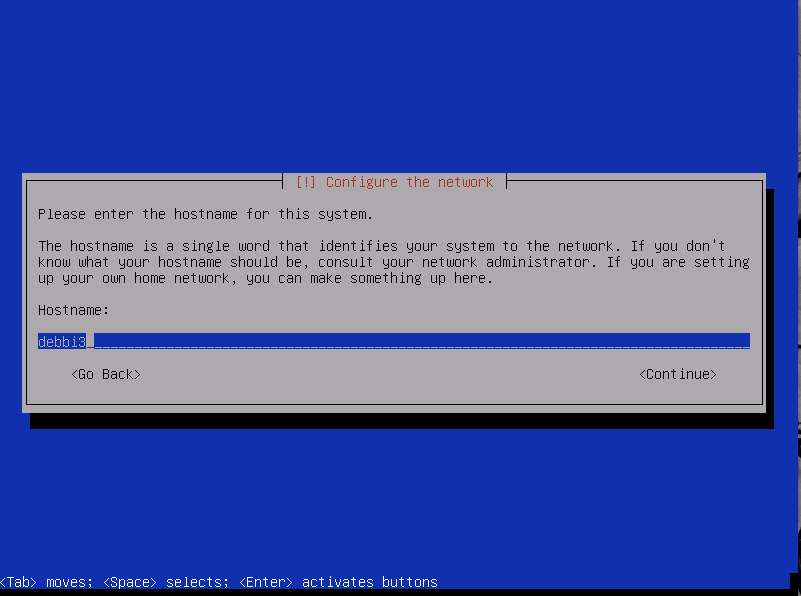 [!] Configure the network
Please enter the hostname for this system.
The hostname is a single word that identifies your system to the network. If you don't
know what your hostname should be, consult your network administrator. If you are setting
up your own home network, you can make something up here.
Hostname:
debbi3
<Go Back> <Continue>
<Tab> moves; <Space> selects; <Enter> activates buttons